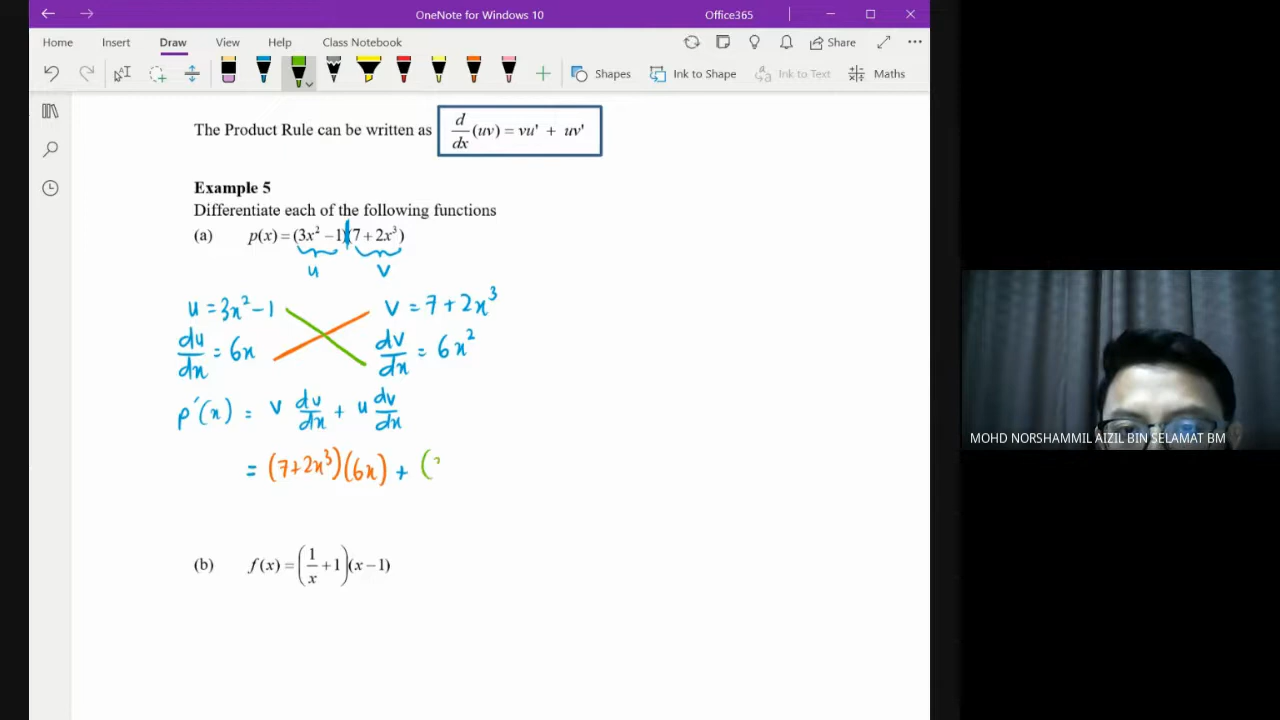 OneNote for Windows 10
Office365
Home Insert Draw View Help Class Notebook Share
Shapes Ink to Shape Ink to Text Maths
The Product Rule can be written as d/dx (uv) = vu' + uv'
Example 5
Differentiate each of the following functions
(a) p(x) = (3x² − 1)(7 + 2x³)
u v
u = 3x² − 1 v = 7 + 2x³
du/dx = 6x dv/dx = 6x²
p'(x) = v du/dx + u dv/dx
= (7+2x³)(6x) + (
(b) f(x) = (1/x + 1)(x − 1)
MOHD NORSHAMMIL AIZIL BIN SELAMAT BM